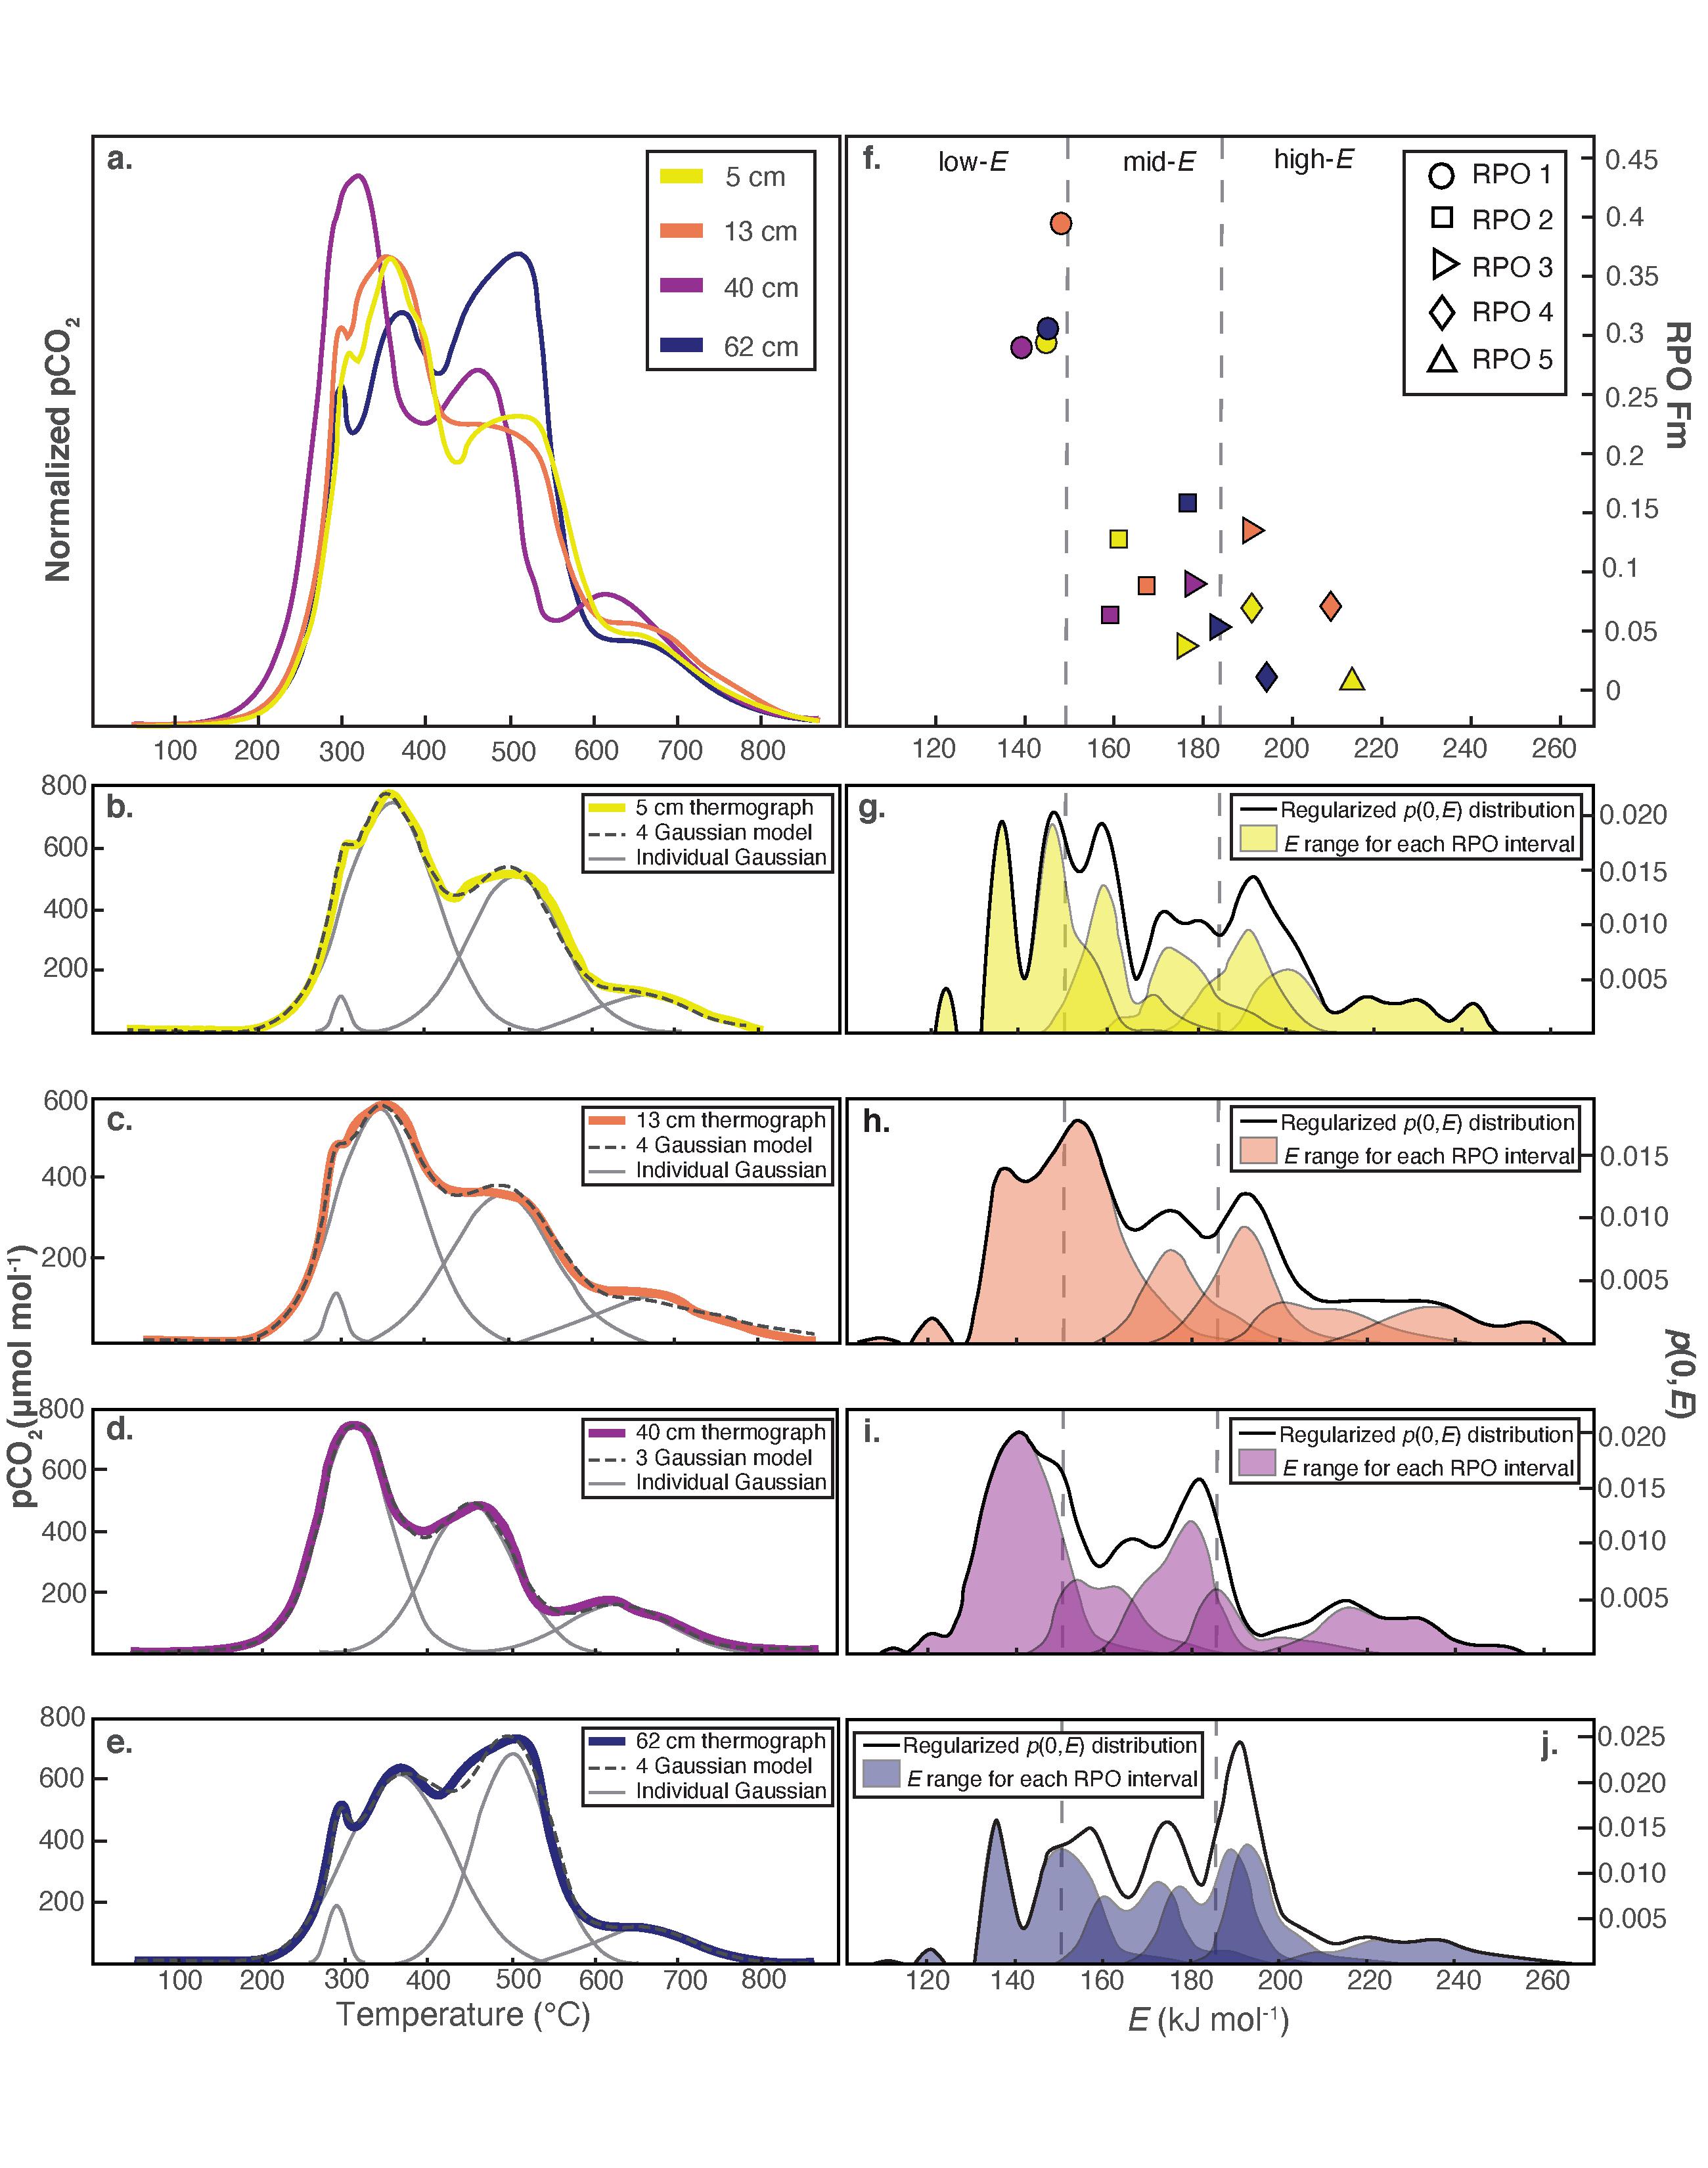 a.
5 cm
13 cm
40 cm
62 cm
Normalized pCO2
100 200 300 400 500 600 700 800
f.
low-E mid-E high-E
RPO 1
RPO 2
RPO 3
RPO 4
RPO 5
0.45
0.4
0.35
0.3
0.25
0.2
0.15
0.1
0.05
0
RPO Fm
120 140 160 180 200 220 240 260
b.
5 cm thermograph
4 Gaussian model
Individual Gaussian
800
600
400
200
g.
Regularized p(0,E) distribution
E range for each RPO interval
0.020
0.015
0.010
0.005
c.
13 cm thermograph
4 Gaussian model
Individual Gaussian
600
400
200
h.
Regularized p(0,E) distribution
E range for each RPO interval
0.015
0.010
0.005
pCO2(µmol mol-1)
p(0,E)
d.
40 cm thermograph
3 Gaussian model
Individual Gaussian
800
600
400
200
i.
Regularized p(0,E) distribution
E range for each RPO interval
0.020
0.015
0.010
0.005
e.
62 cm thermograph
4 Gaussian model
Individual Gaussian
800
600
400
200
100 200 300 400 500 600 700 800
Temperature (°C)
j.
Regularized p(0,E) distribution
E range for each RPO interval
0.025
0.020
0.015
0.010
0.005
120 140 160 180 200 220 240 260
E (kJ mol-1)